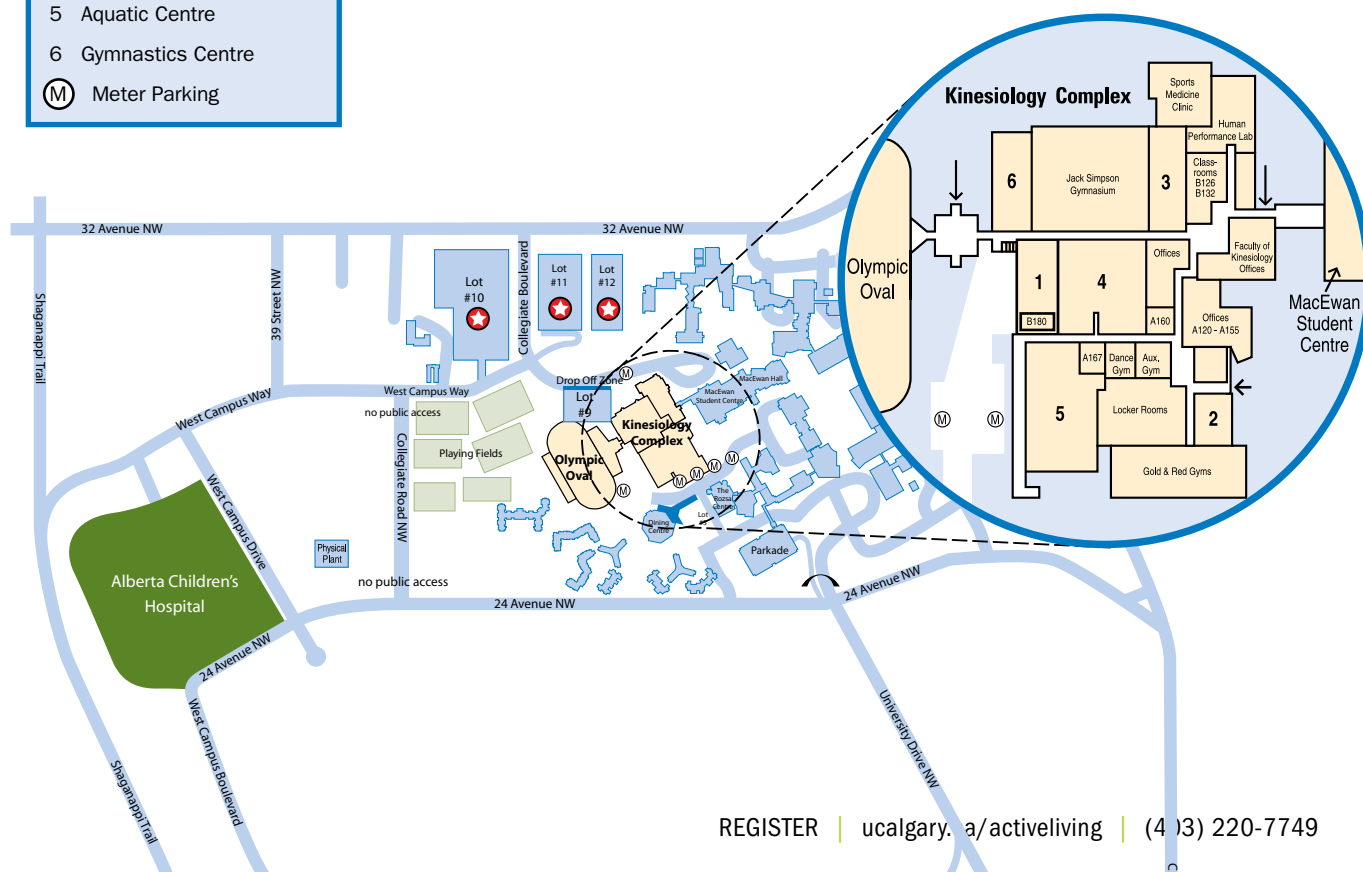 5 Aquatic Centre
6 Gymnastics Centre
M Meter Parking
Kinesiology Complex
Sports
Medicine
Clinic
Human
Performance Lab
Class-
rooms
B126
B132
6
Jack Simpson
Gymnasium
3
Olympic
Oval
Offices
Faculty of
Kinesiology
Offices
1
4
B180
A160
MacEwan
Student
Centre
Offices
A120 - A155
A167
Dance
Gym
Aux,
Gym
5
Locker Rooms
2
Gold & Red Gyms
M
M
32 Avenue NW
32 Avenue NW
Shaganappi Trail
39 Street NW
Collegiate Boulevard
Lot
#10
Lot
#11
Lot
#12
West Campus Way
West Campus Way
Drop Off Zone
M
MacEwan Hall
MacEwan
Student Centre
no public access
Lot
#9
Kinesiology
Complex
Playing Fields
Olympic
Oval
M
M
M
M
M
Collegiate Road NW
West Campus Drive
The
Rozsa
Centre
Dining
Centre
Lot
Parkade
Physical
Plant
Alberta Children's
Hospital
no public access
24 Avenue NW
24 Avenue NW
24 Avenue NW
West Campus Boulevard
Shaganappi Trail
University Drive NW
C
REGISTER | ucalgary. a/activeliving | (4 3) 220-7749